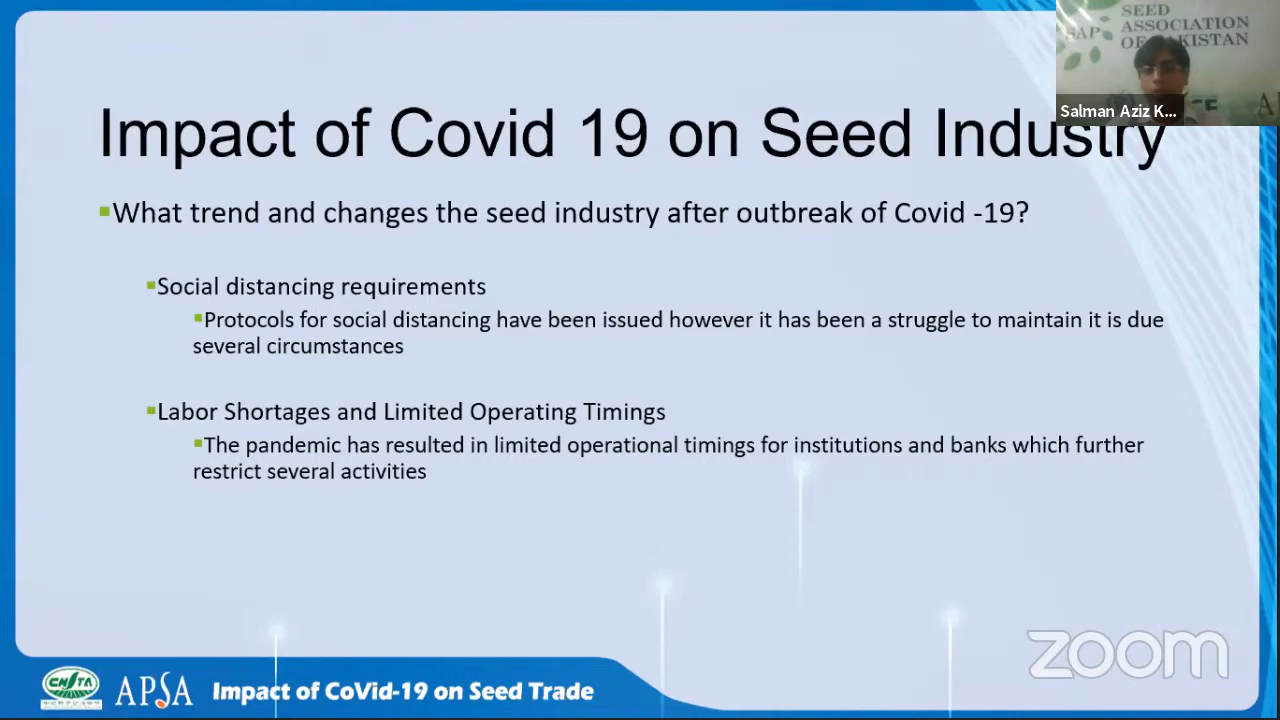 SEED
ASSOCIATION
OF PAKISTAN
SAP
Salman Aziz K...
Impact of Covid 19 on Seed Industry
▪What trend and changes the seed industry after outbreak of Covid -19?
▪Social distancing requirements
▪Protocols for social distancing have been issued however it has been a struggle to maintain it is due
several circumstances
▪Labor Shortages and Limited Operating Timings
▪The pandemic has resulted in limited operational timings for institutions and banks which further
restrict several activities
zoom
CNSTA
APSA
Impact of CoVid-19 on Seed Trade